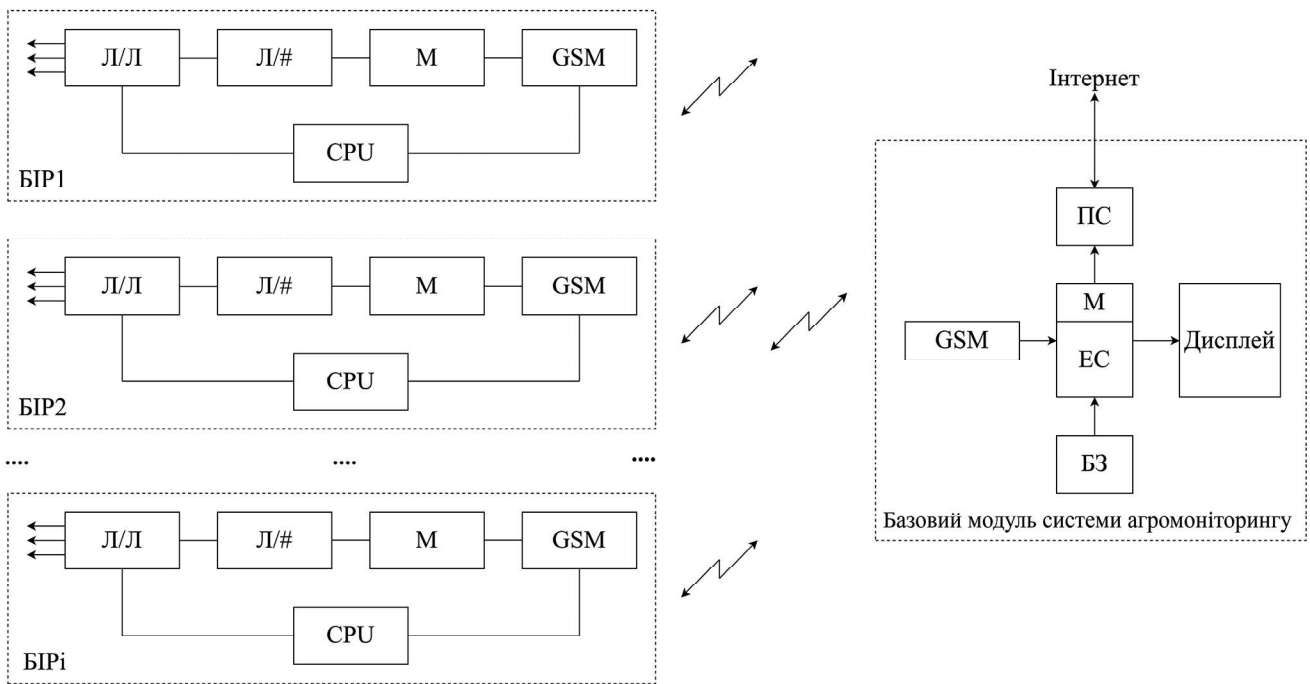 Л/Л Л/# М GSM
CPU
БІР1
Л/Л Л/# М GSM
CPU
БІР2
.... .... ....
Л/Л Л/# М GSM
CPU
БІРі
Інтернет
ПС
М
GSM ЕС Дисплей
БЗ
Базовий модуль системи агромоніторингу